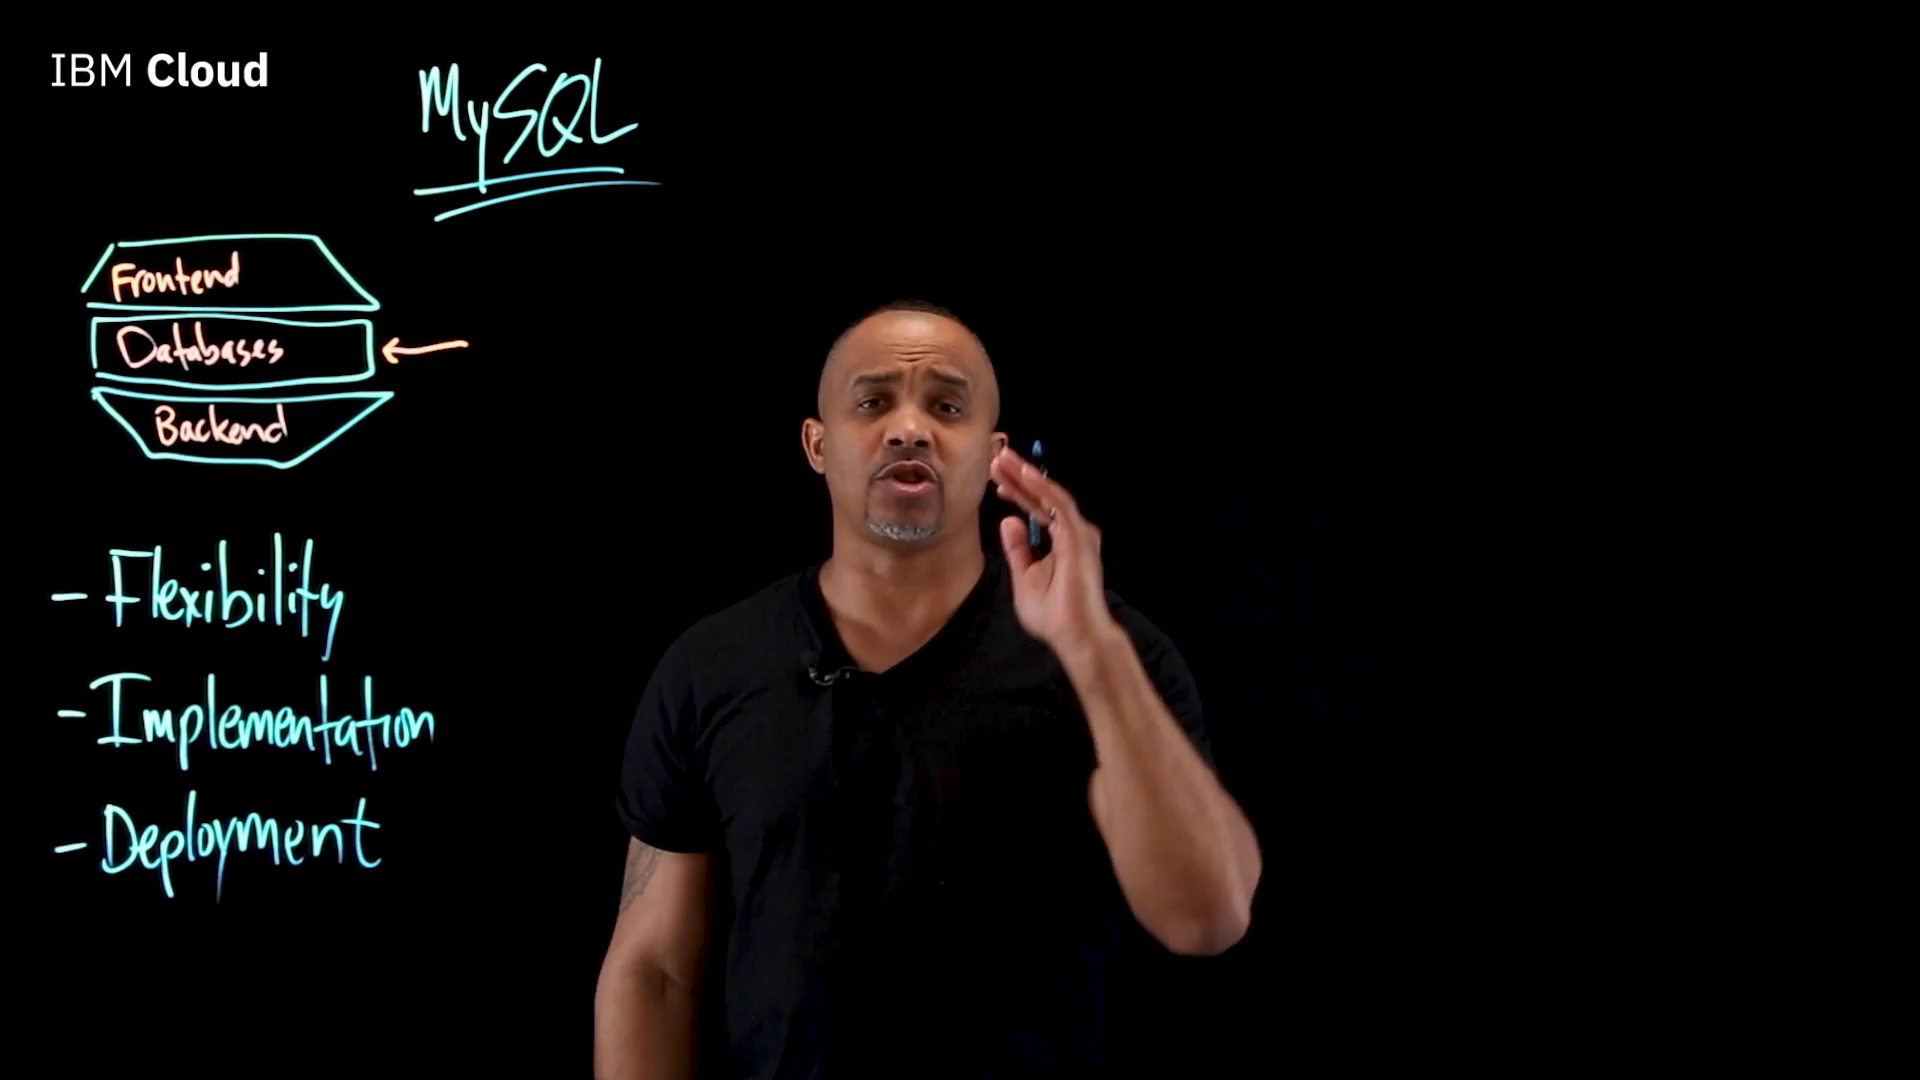 IBM Cloud
MySQL
Frontend
Databases
Backend
- Flexibility
- Implementation
- Deployment